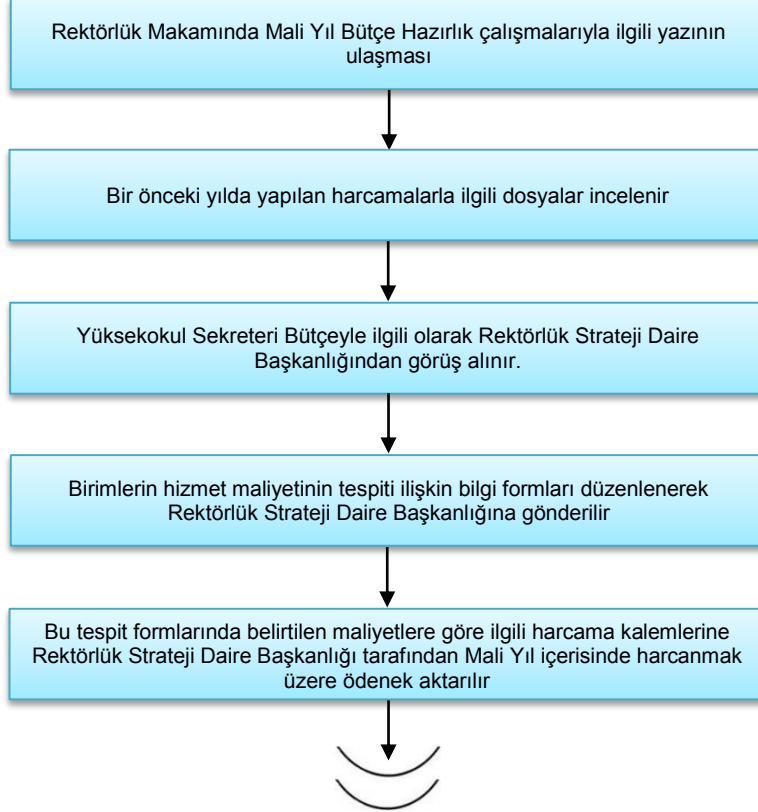 Rektörlük Makamında Mali Yıl Bütçe Hazırlık çalışmalarıyla ilgili yazının
ulaşması
Bir önceki yılda yapılan harcamalarla ilgili dosyalar incelenir
Yüksekokul Sekreteri Bütçeyle ilgili olarak Rektörlük Strateji Daire
Başkanlığından görüş alınır.
Birimlerin hizmet maliyetinin tespiti ilişkin bilgi formları düzenlenerek
Rektörlük Strateji Daire Başkanlığına gönderilir
Bu tespit formlarında belirtilen maliyetlere göre ilgili harcama kalemlerine
Rektörlük Strateji Daire Başkanlığı tarafından Mali Yıl içerisinde harcanmak
üzere ödenek aktarılır